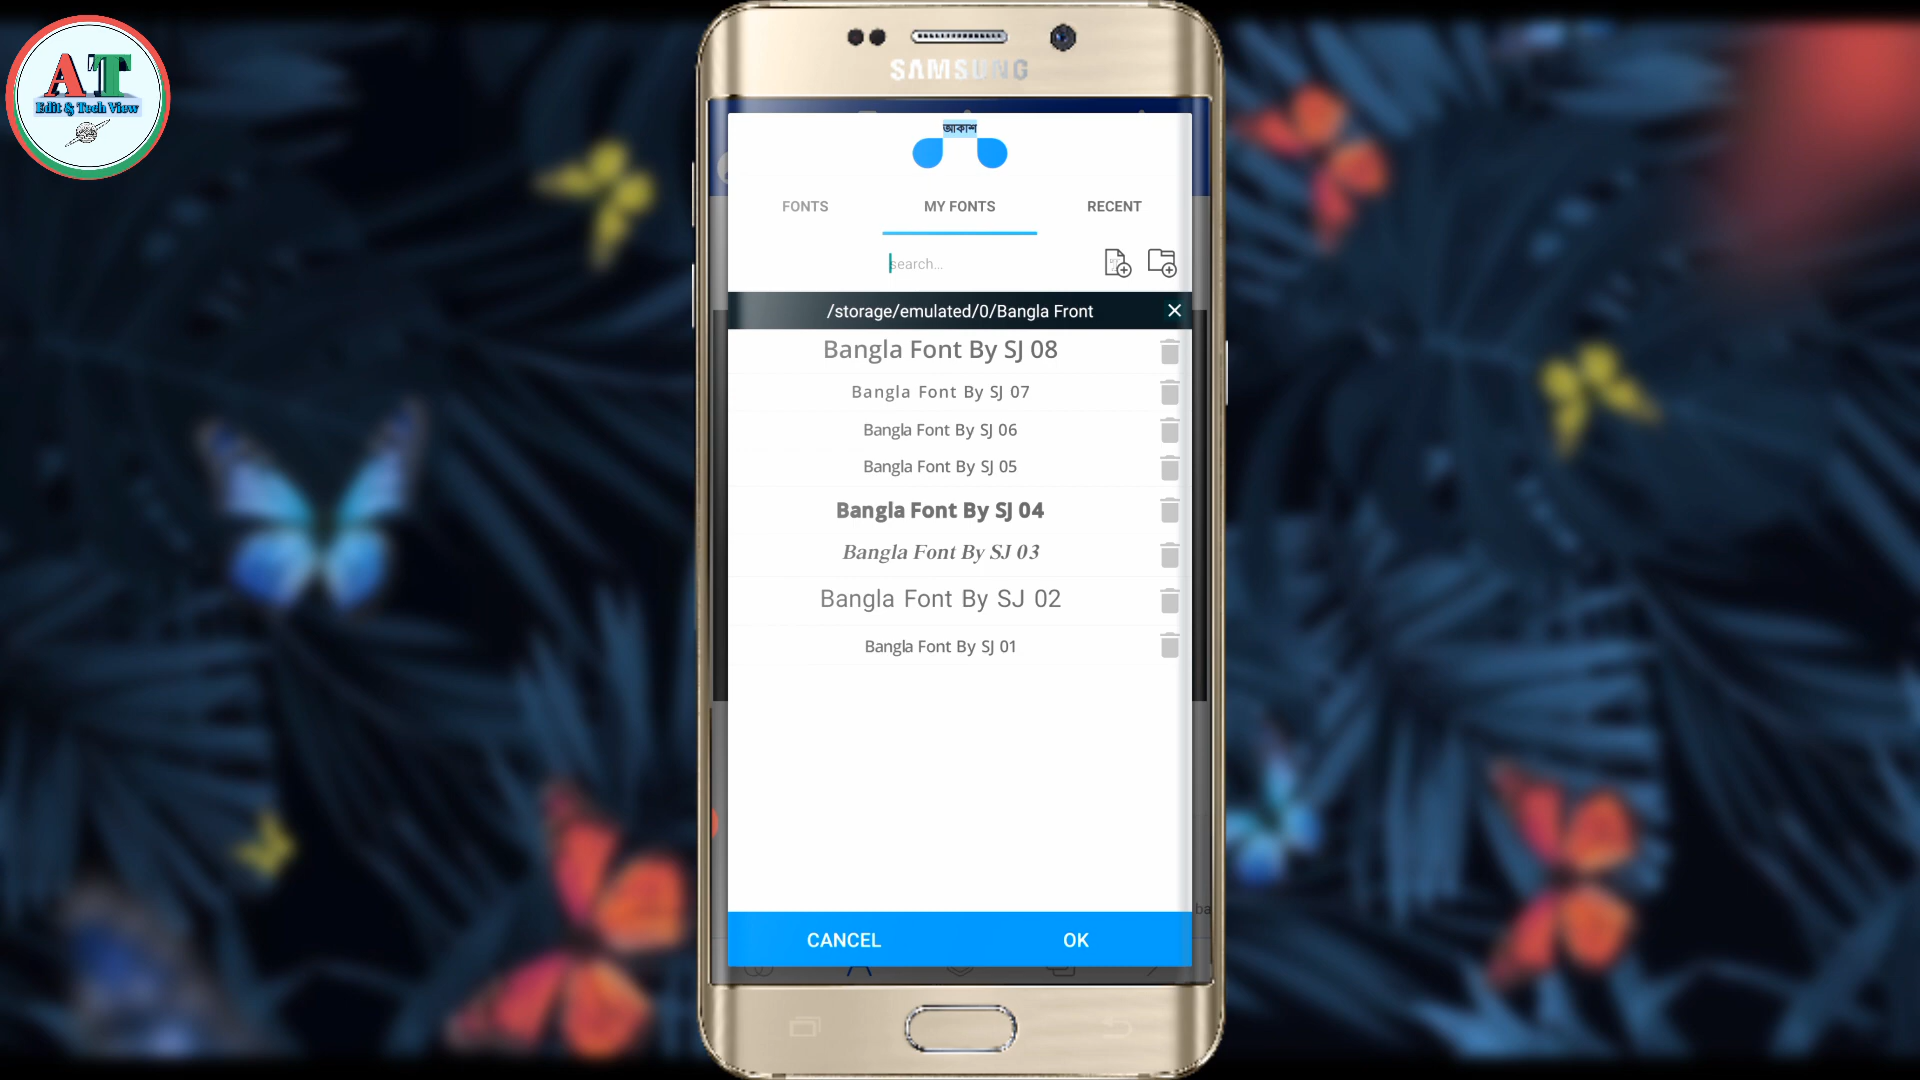 AT
Edit & Tech View
SAMSUNG
আকাশ
FONTS
MY FONTS
RECENT
search...
/storage/emulated/0/Bangla Front
Bangla Font By SJ 08
Bangla Font By SJ 07
Bangla Font By SJ 06
Bangla Font By SJ 05
Bangla Font By SJ 04
Bangla Font By SJ 03
Bangla Font By SJ 02
Bangla Font By SJ 01
ba
CANCEL
OK